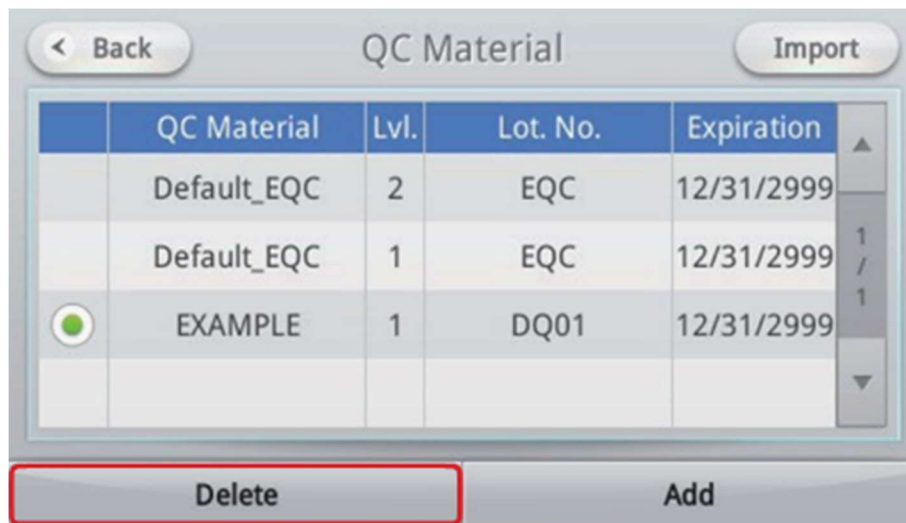 Back QC Material Import
QC Material Lvl. Lot. No. Expiration
Default_EQC 2 EQC 12/31/2999
Default_EQC 1 EQC 12/31/2999
EXAMPLE 1 DQ01 12/31/2999
1
/
1
Delete Add